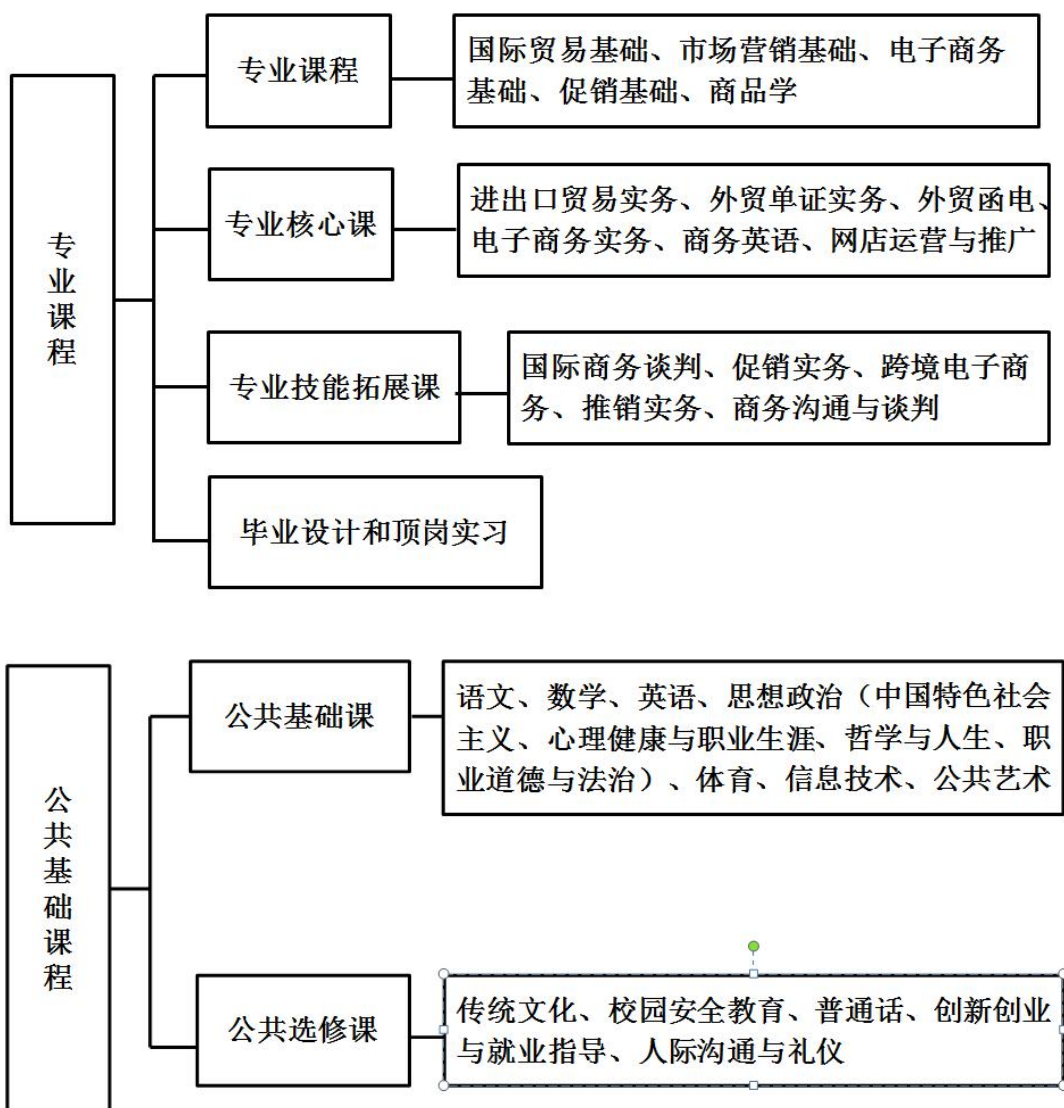 专业课程
专业课程
国际贸易基础、市场营销基础、电子商务
基础、促销基础、商品学
专业核心课
进出口贸易实务、外贸单证实务、外贸函电、
电子商务实务、商务英语、网店运营与推广
专业技能拓展课
国际商务谈判、促销实务、跨境电子商
务、推销实务、商务沟通与谈判
毕业设计和顶岗实习
公共基础课程
公共基础课
语文、数学、英语、思想政治（中国特色社会
主义、心理健康与职业生涯、哲学与人生、职
业道德与法治）、体育、信息技术、公共艺术
公共选修课
传统文化、校园安全教育、普通话、创新创业
与就业指导、人际沟通与礼仪